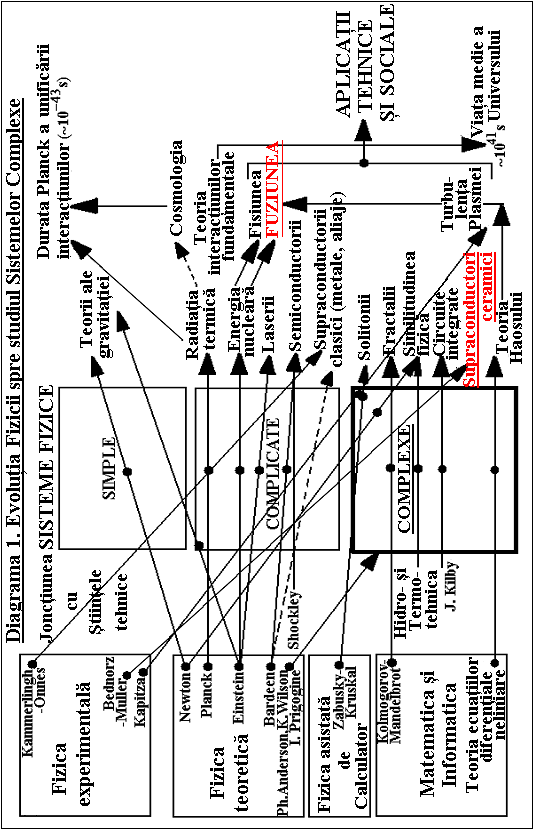 Diagrama 1. Evoluția Fizicii spre studiul Sistemelor Complexe
Joncțiunea
cu
Științele
tehnice
SISTEME FIZICE
Kammerlingh
-Onnes
Bednorz
-Muller
Kapitza
Fizica
experimentală
Newton
Planck
Einstein
Bardeen
Ph.Anderson,K.Wilson
I. Prigogine
Shockley
Fizica
teoretică
Fizica asistată
de
Calculator
Zabusky-
Kruskal
Kolmogorov-
Mandelbrot
Matematica și
Informatica
Teoria ecuațiilor
diferențiale
neliniare
Hidro- și
Termo-
tehnica
J. Kilby
SIMPLE
COMPLICATE
COMPLEXE
Teorii ale
gravitației
Radiația
termică
Energia
nucleară
Laserii
Semiconductorii
Supraconductorii
clasici (metale, aliaje)
Solitonii
Fractalii
Similitudinea
fizică
Circuite
integrate
Supraconductori
ceramici
Teoria
Haosului
Durata Planck a unificării
interacțiunilor (~10⁻⁴³ s)
Cosmologia
Teoria
interacțiunilor
fundamentale
Fisiunea
FUZIUNEA
Turbu-
lența
Plasmei
APLICAȚII
TEHNICE
ȘI SOCIALE
Viața medie a
~10⁴¹ s Universului